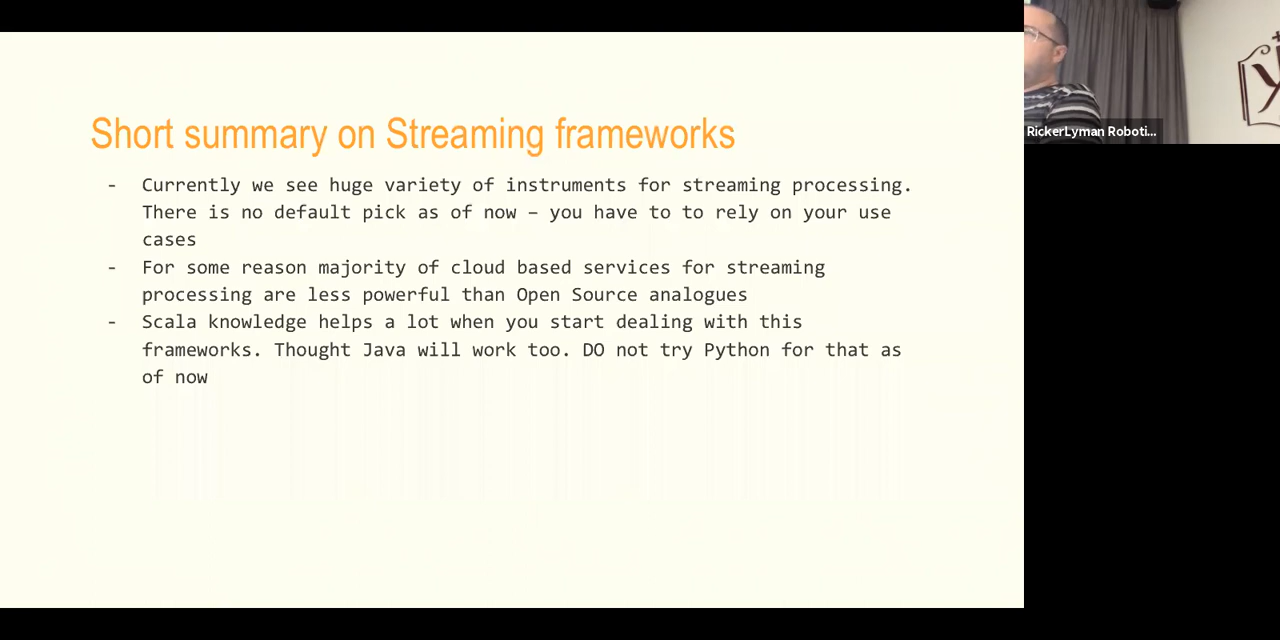 Short summary on Streaming frameworks
- Currently we see huge variety of instruments for streaming processing.
There is no default pick as of now – you have to to rely on your use
cases
- For some reason majority of cloud based services for streaming
processing are less powerful than Open Source analogues
- Scala knowledge helps a lot when you start dealing with this
frameworks. Thought Java will work too. DO not try Python for that as
of now
RickerLyman Roboti...